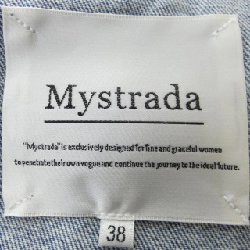 Mystrada
"Mystrada" is exclusively designed for fine and graceful women
to penetrate their own vogue and continue the journey to the ideal future.
38